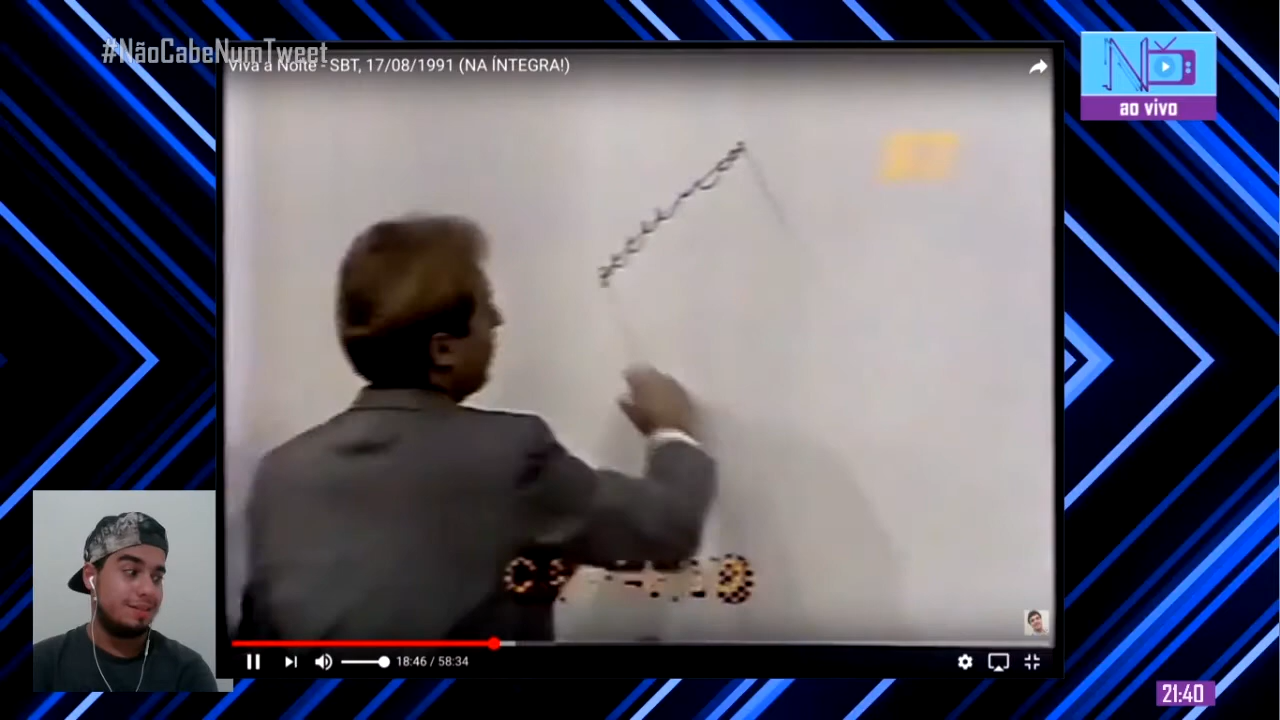 #NãoCabeNumTweet
Viva a Noite - SBT, 17/08/1991 (NA ÍNTEGRA!)
ao vivo
18:46 / 58:34
21:40